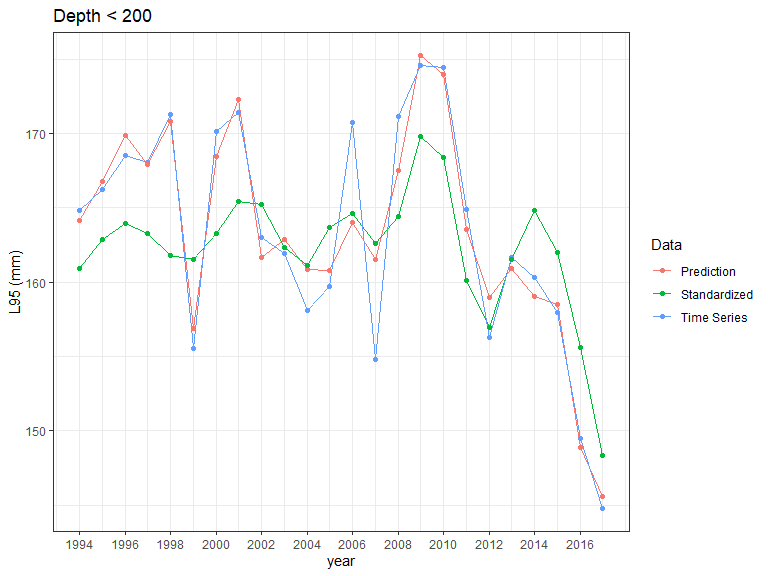 Depth < 200
L95 (mm)
170
160
150
1994 1996 1998 2000 2002 2004 2006 2008 2010 2012 2014 2016
year
Data
Prediction
Standardized
Time Series